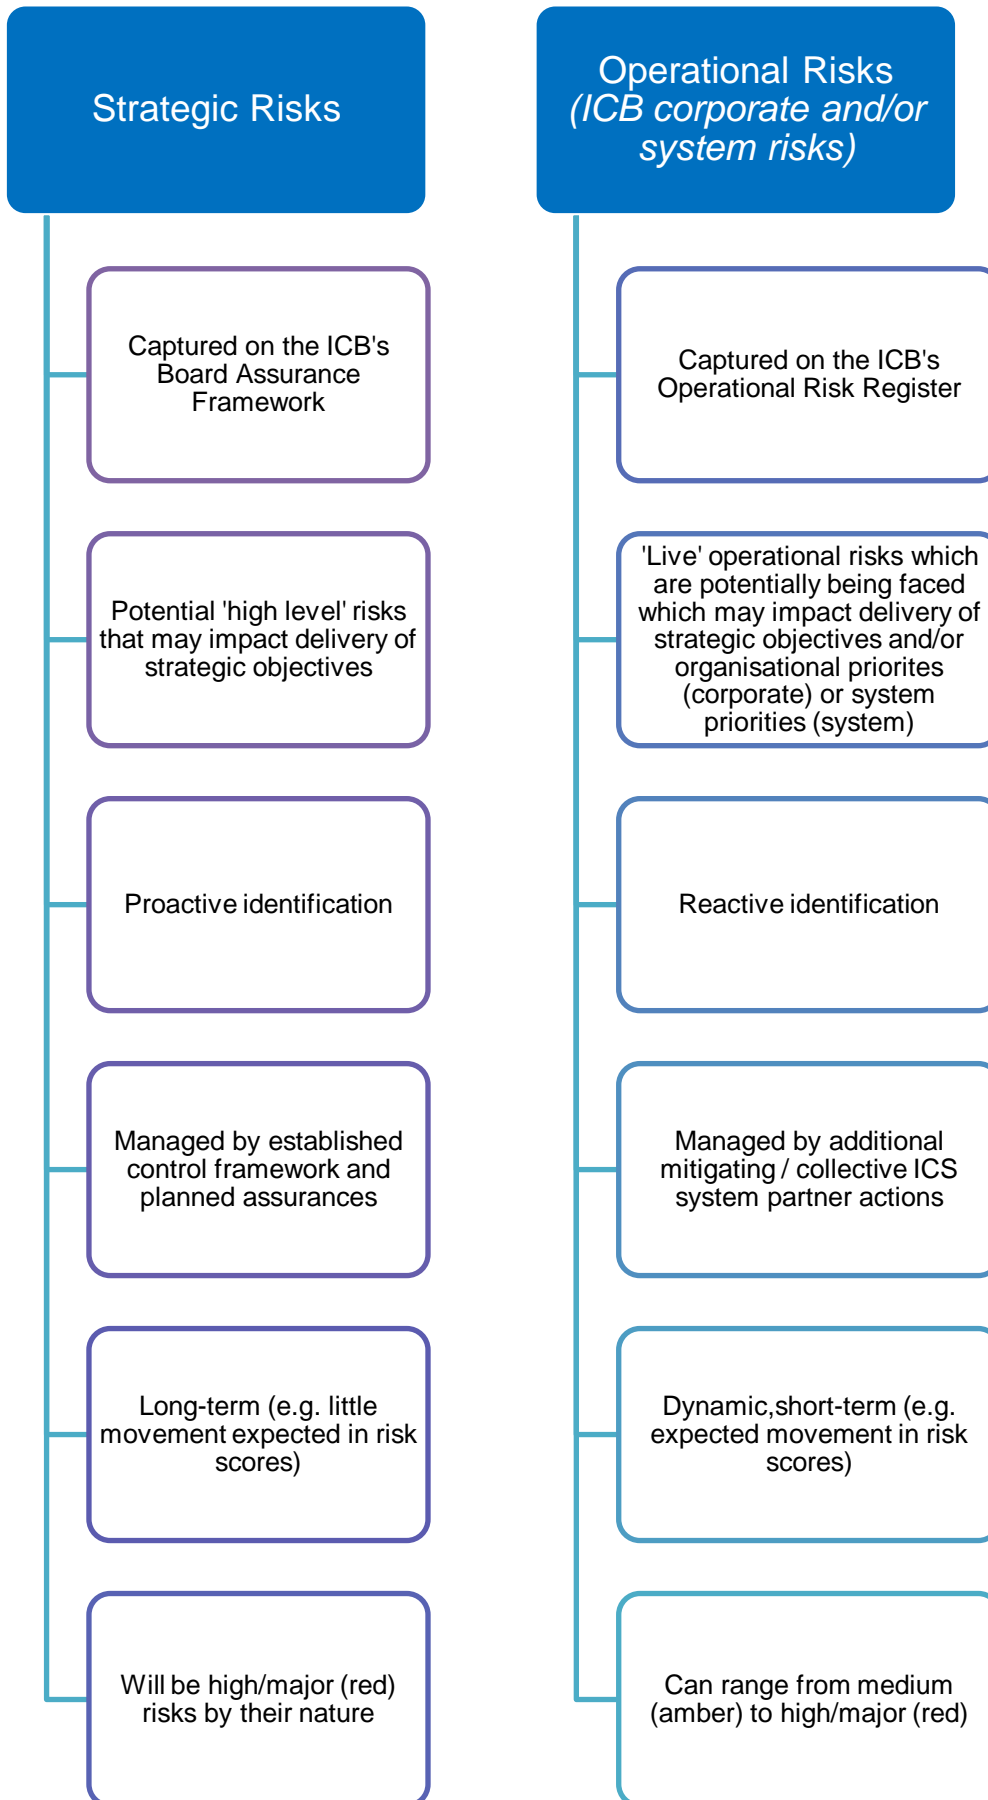 Strategic Risks
Captured on the ICB's
Board Assurance
Framework
Potential 'high level' risks
that may impact delivery of
strategic objectives
Proactive identification
Managed by established
control framework and
planned assurances
Long-term (e.g. little
movement expected in risk
scores)
Will be high/major (red)
risks by their nature
Operational Risks
(ICB corporate and/or
system risks)
Captured on the ICB's
Operational Risk Register
'Live' operational risks which
are potentially being faced
which may impact delivery of
strategic objectives and/or
organisational priorites
(corporate) or system
priorities (system)
Reactive identification
Managed by additional
mitigating / collective ICS
system partner actions
Dynamic,short-term (e.g.
expected movement in risk
scores)
Can range from medium
(amber) to high/major (red)